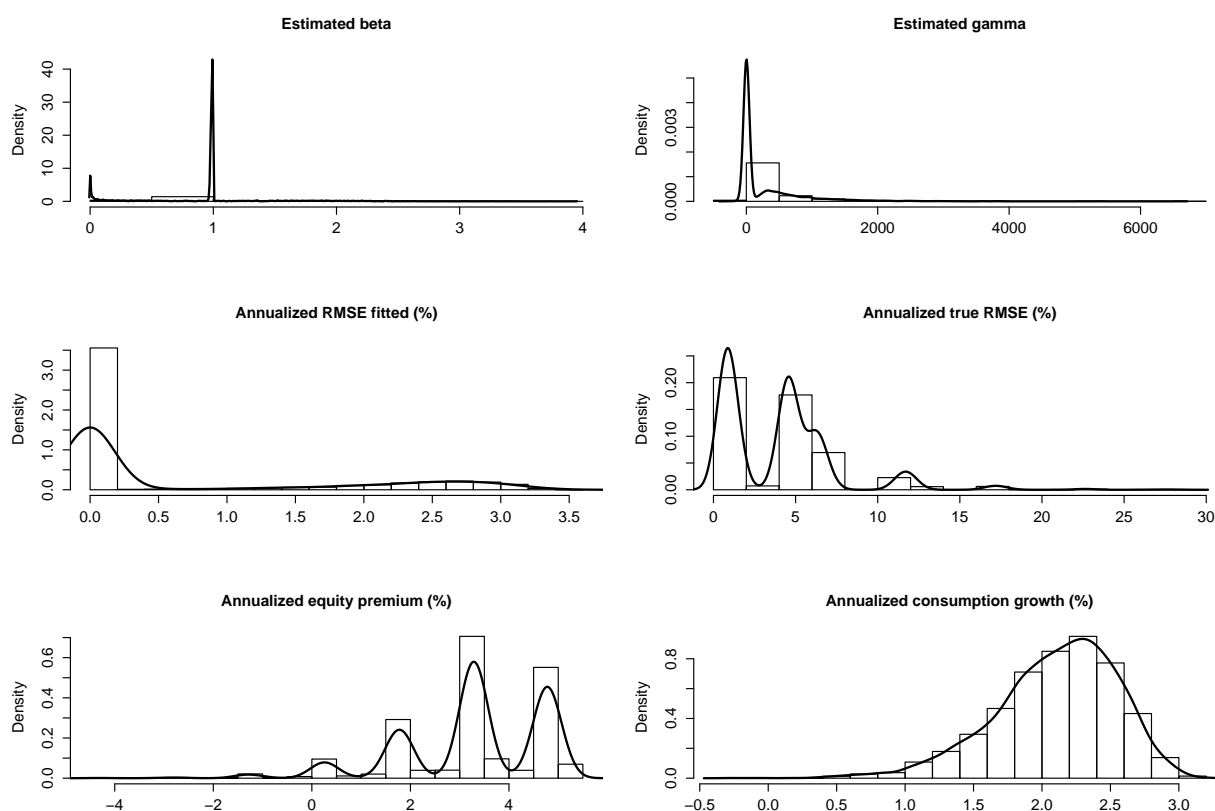 Estimated beta
Density
0 10 20 30 40
0 1 2 3 4
Estimated gamma
Density
0.000 0.003
0 2000 4000 6000
Annualized RMSE fitted (%)
Density
0.0 1.0 2.0 3.0
0.0 0.5 1.0 1.5 2.0 2.5 3.0 3.5
Annualized true RMSE (%)
Density
0.00 0.10 0.20
0 5 10 15 20 25 30
Annualized equity premium (%)
Density
0.0 0.2 0.4 0.6
−4 −2 0 2 4
Annualized consumption growth (%)
Density
0.0 0.4 0.8
−0.5 0.0 0.5 1.0 1.5 2.0 2.5 3.0